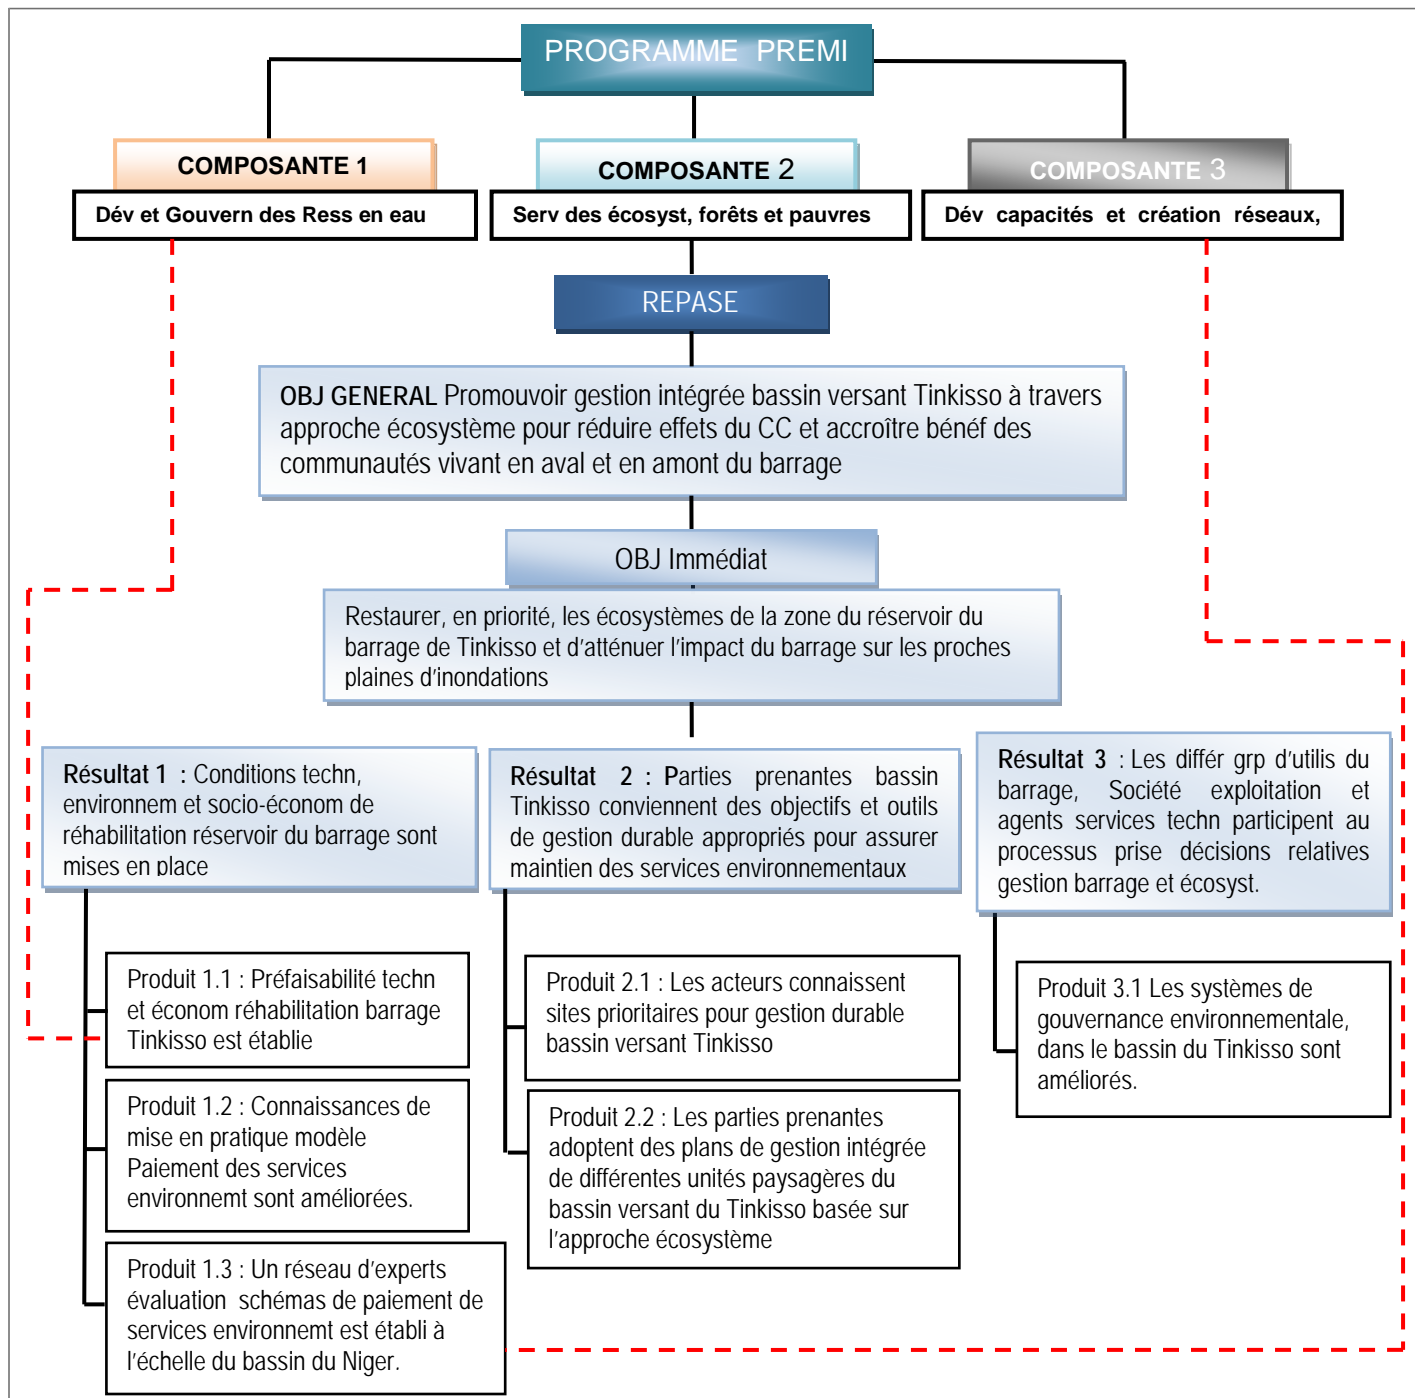 PROGRAMME PREMI
COMPOSANTE 1
Dév et Gouvern des Ress en eau
COMPOSANTE 2
Serv des écosyst, forêts et pauvres
COMPOSANTE 3
Dév capacités et création réseaux,
REPASE
OBJ GENERAL Promouvoir gestion intégrée bassin versant Tinkisso à travers
approche écosystème pour réduire effets du CC et accroître bénéf des
communautés vivant en aval et en amont du barrage
OBJ Immédiat
Restaurer, en priorité, les écosystèmes de la zone du réservoir du
barrage de Tinkisso et d'atténuer l'impact du barrage sur les proches
plaines d'inondations
Résultat 1 : Conditions techn,
environnem et socio-économ de
réhabilitation réservoir du barrage sont
mises en place
Produit 1.1 : Préfaisabilité techn
et économ réhabilitation barrage
Tinkisso est établie
Produit 1.2 : Connaissances de
mise en pratique modèle
Paiement des services
environnemt sont améliorées.
Produit 1.3 : Un réseau d'experts
évaluation schémas de paiement de
services environnemt est établi à
l'échelle du bassin du Niger.
Résultat 2 : Parties prenantes bassin
Tinkisso conviennent des objectifs et outils
de gestion durable appropriés pour assurer
maintien des services environnementaux
Produit 2.1 : Les acteurs connaissent
sites prioritaires pour gestion durable
bassin versant Tinkisso
Produit 2.2 : Les parties prenantes
adoptent des plans de gestion intégrée
de différentes unités paysagères du
bassin versant du Tinkisso basée sur
l'approche écosystème
Résultat 3 : Les différ grp d'utilis du
barrage, Société exploitation et
agents services techn participent au
processus prise décisions relatives
gestion barrage et écosyst.
Produit 3.1 Les systèmes de
gouvernance environnementale,
dans le bassin du Tinkisso sont
améliorés.